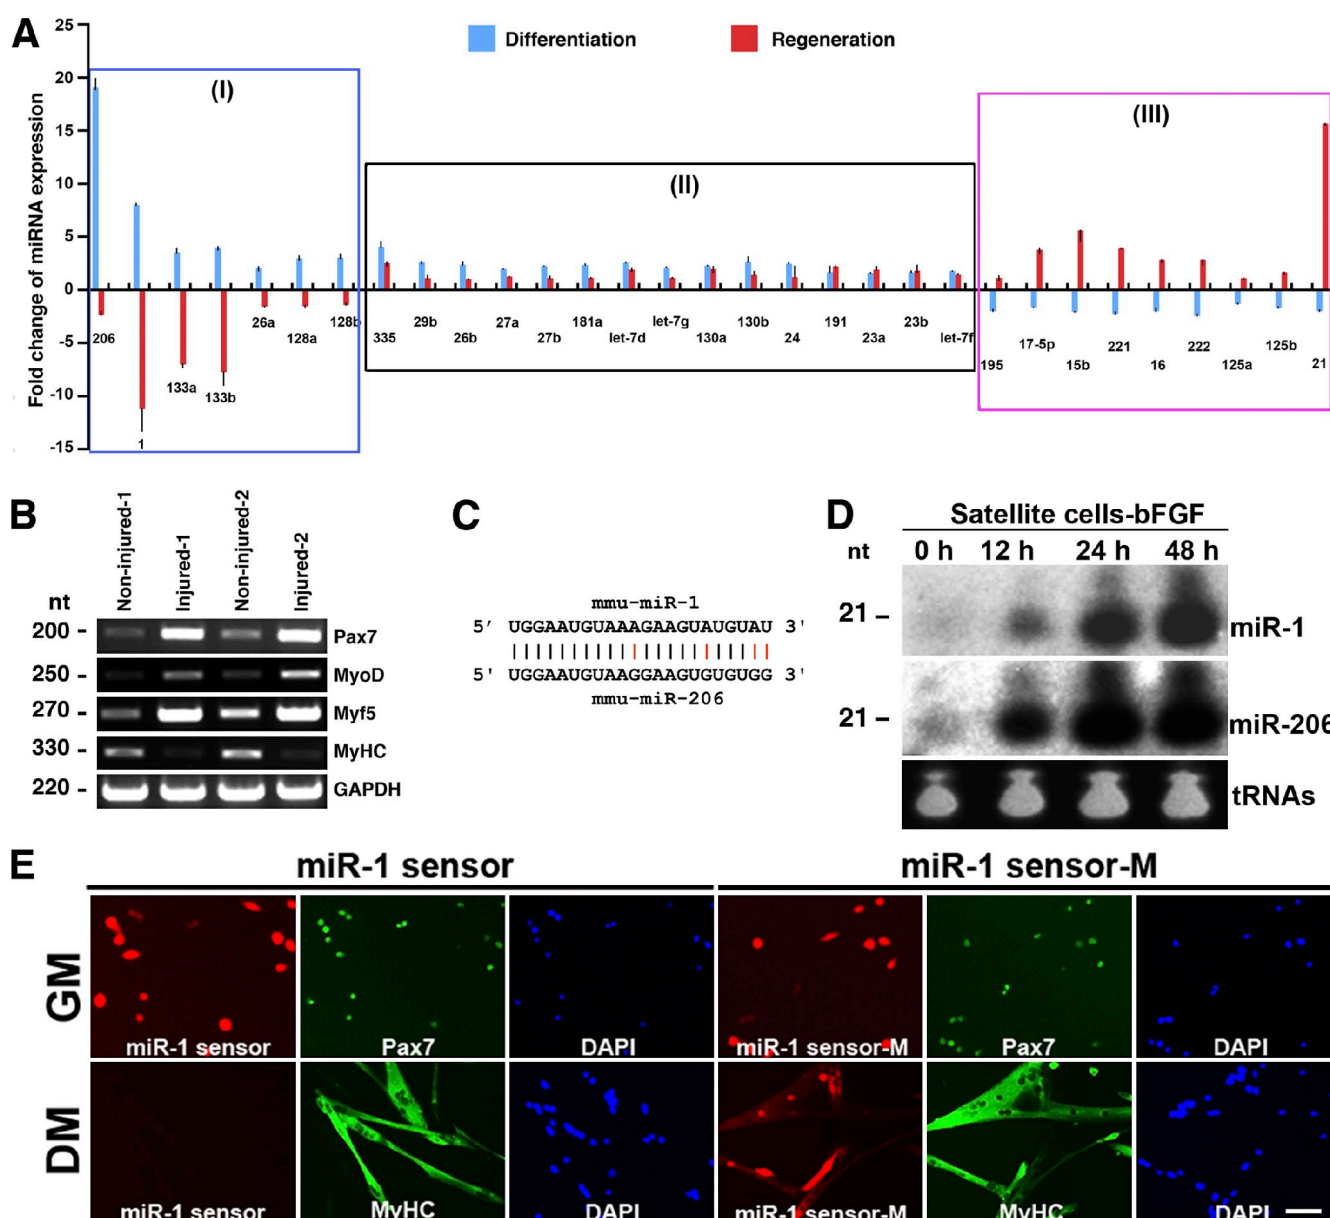 A
Differentiation
Regeneration
Fold change of miRNA expression
25
20
15
10
5
0
-5
-10
-15
(I)
(II)
(III)
206
1
133a
133b
26a
128a
128b
335
29b
26b
27a
27b
181a
let-7d
let-7g
130a
130b
24
191
23a
23b
let-7f
195
17-5p
15b
221
16
222
125a
125b
21
B
Non-injured-1
Injured-1
Non-injured-2
Injured-2
nt
200 - Pax7
250 - MyoD
270 - Myf5
330 - MyHC
220 - GAPDH
C
mmu-miR-1
5' UGGAAUGUAAAGAAGUAUGUAU 3'
5' UGGAAUGUAAGGAAGUGUGUGG 3'
mmu-miR-206
D
Satellite cells-bFGF
nt 0 h 12 h 24 h 48 h
21 – miR-1
21 – miR-206
tRNAs
E
miR-1 sensor miR-1 sensor-M
GM
miR-1 sensor Pax7 DAPI miR-1 sensor-M Pax7 DAPI
DM
miR-1 sensor MyHC DAPI miR-1 sensor-M MyHC DAPI